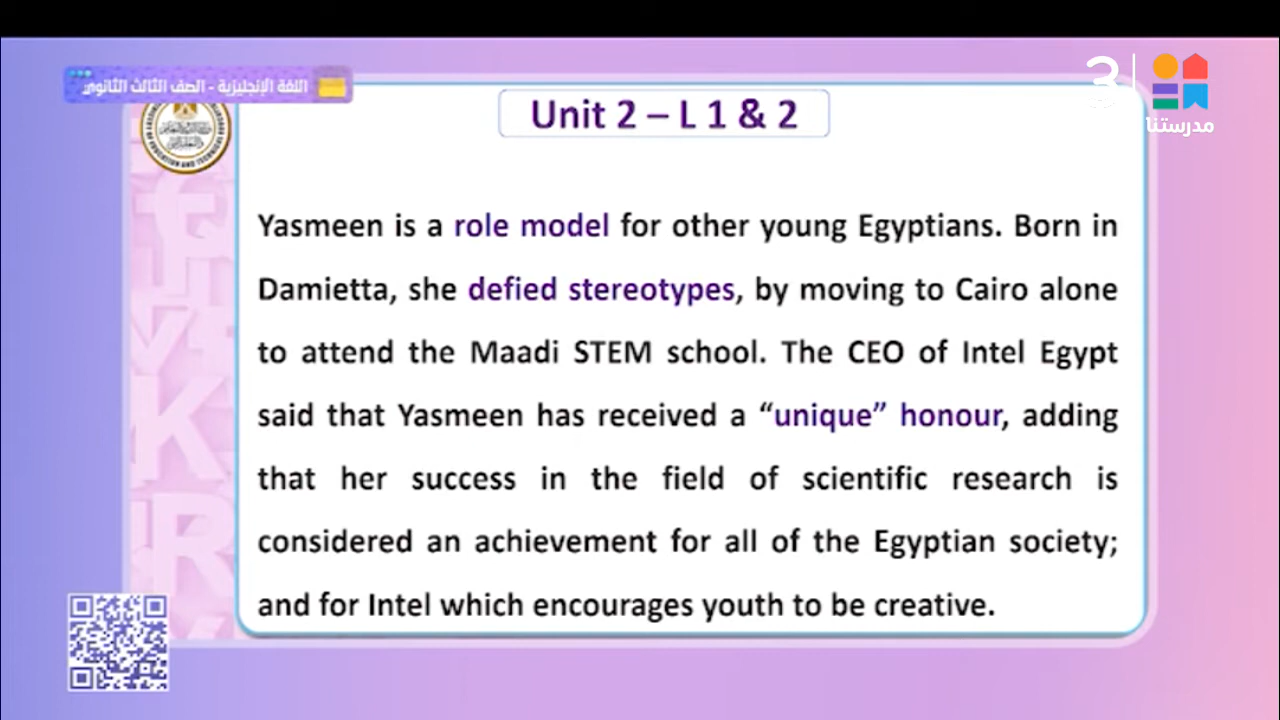 اللغة الإنجليزية - الصف الثالث الثانوي
3
مدرستنا
Unit 2 – L 1 & 2
Yasmeen is a role model for other young Egyptians. Born in
Damietta, she defied stereotypes, by moving to Cairo alone
to attend the Maadi STEM school. The CEO of Intel Egypt
said that Yasmeen has received a “unique” honour, adding
that her success in the field of scientific research is
considered an achievement for all of the Egyptian society;
and for Intel which encourages youth to be creative.